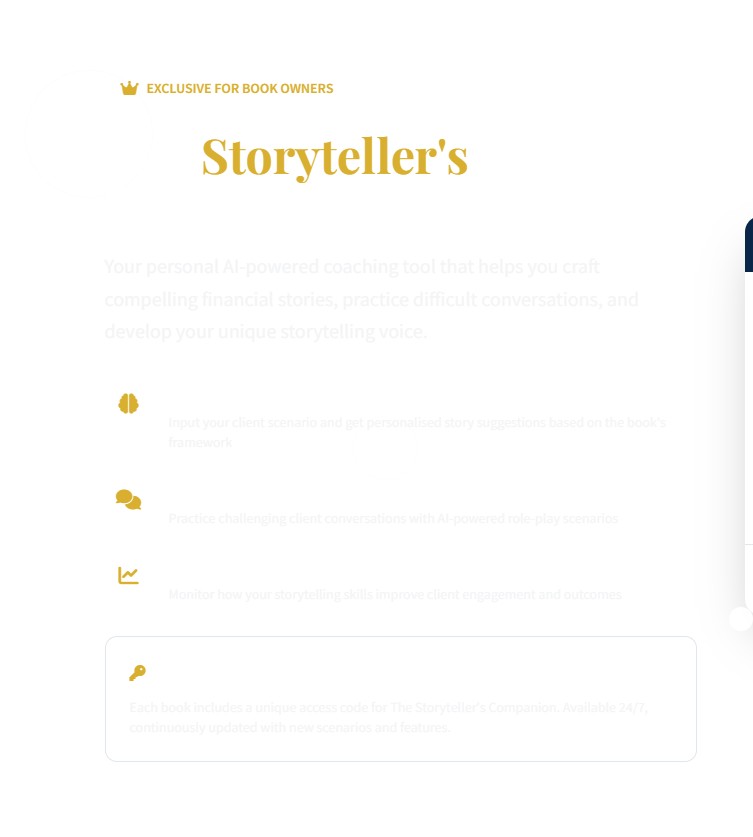 EXCLUSIVE FOR BOOK OWNERS
Storyteller's
Your personal AI-powered coaching tool that helps you craft
compelling financial stories, practice difficult conversations, and
develop your unique storytelling voice.
Input your client scenario and get personalised story suggestions based on the book's
framework
Practice challenging client conversations with AI-powered role-play scenarios
Monitor how your storytelling skills improve client engagement and outcomes
Each book includes a unique access code for The Storyteller's Companion. Available 24/7,
continuously updated with new scenarios and features.